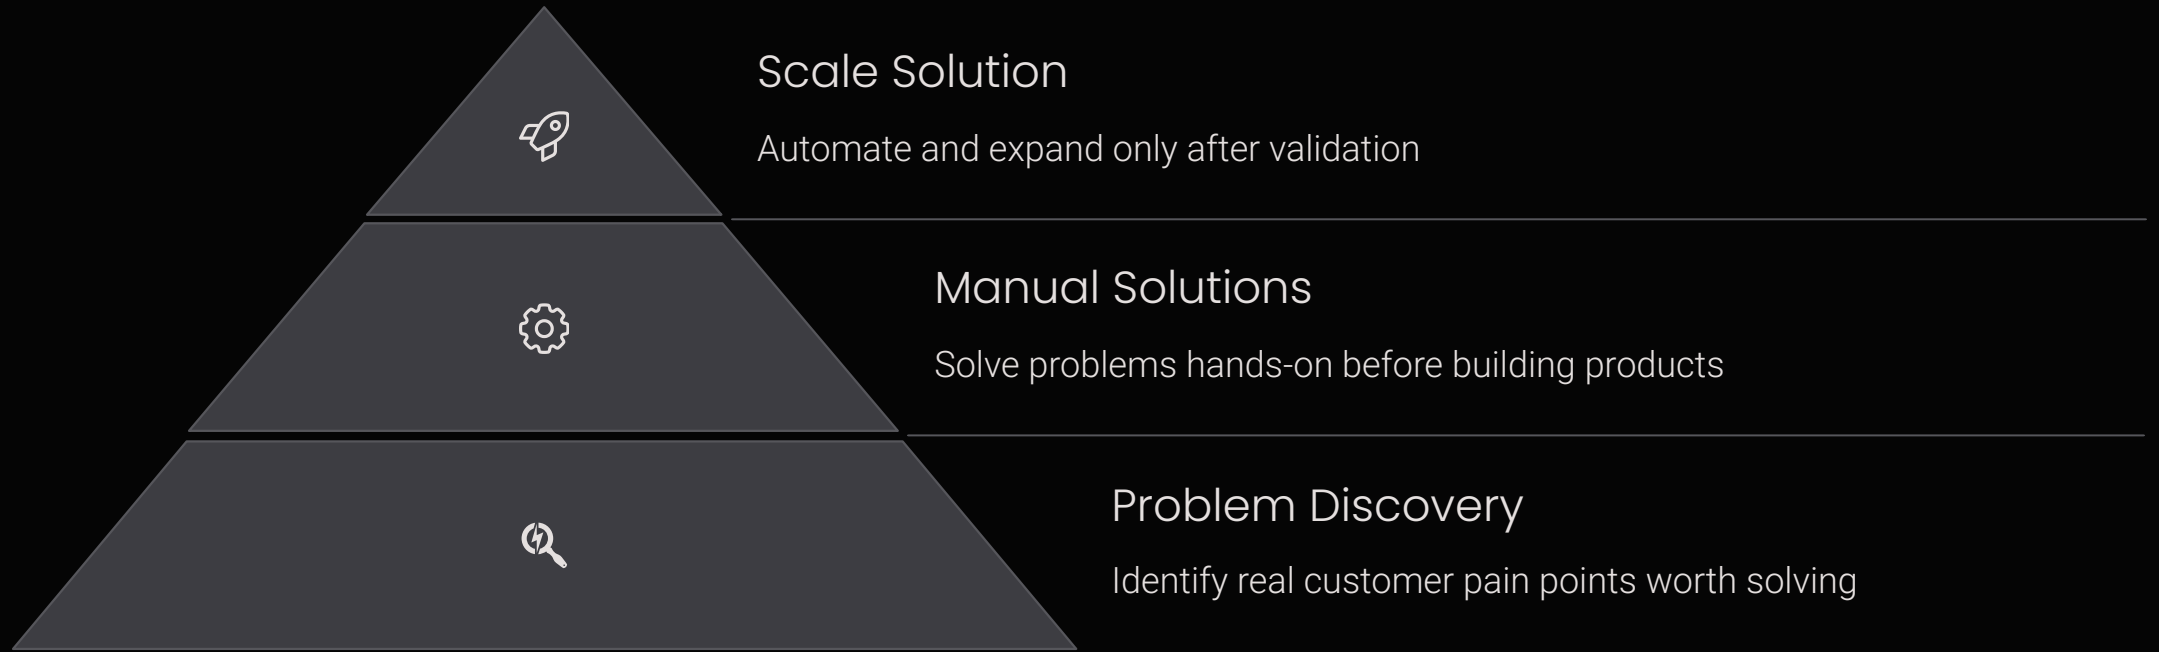 Scale Solution
Automate and expand only after validation
Manual Solutions
Solve problems hands-on before building products
Problem Discovery
Identify real customer pain points worth solving